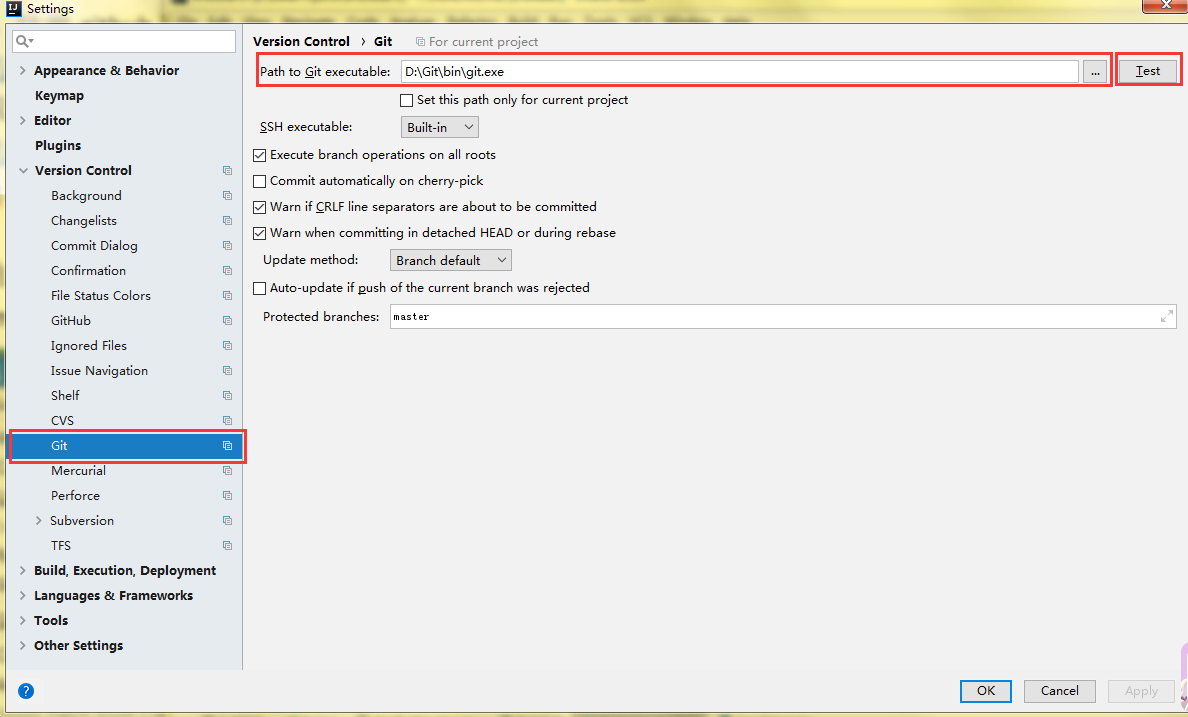 Settings
Version Control › Git For current project
Appearance & Behavior
Keymap
Editor
Plugins
Version Control
Background
Changelists
Commit Dialog
Confirmation
File Status Colors
GitHub
Ignored Files
Issue Navigation
Shelf
CVS
Git
Mercurial
Perforce
Subversion
TFS
Build, Execution, Deployment
Languages & Frameworks
Tools
Other Settings
Path to Git executable: D:\Git\bin\git.exe ... Test
Set this path only for current project
SSH executable: Built-in
Execute branch operations on all roots
Commit automatically on cherry-pick
Warn if CRLF line separators are about to be committed
Warn when committing in detached HEAD or during rebase
Update method: Branch default
Auto-update if push of the current branch was rejected
Protected branches: master
? OK Cancel Apply